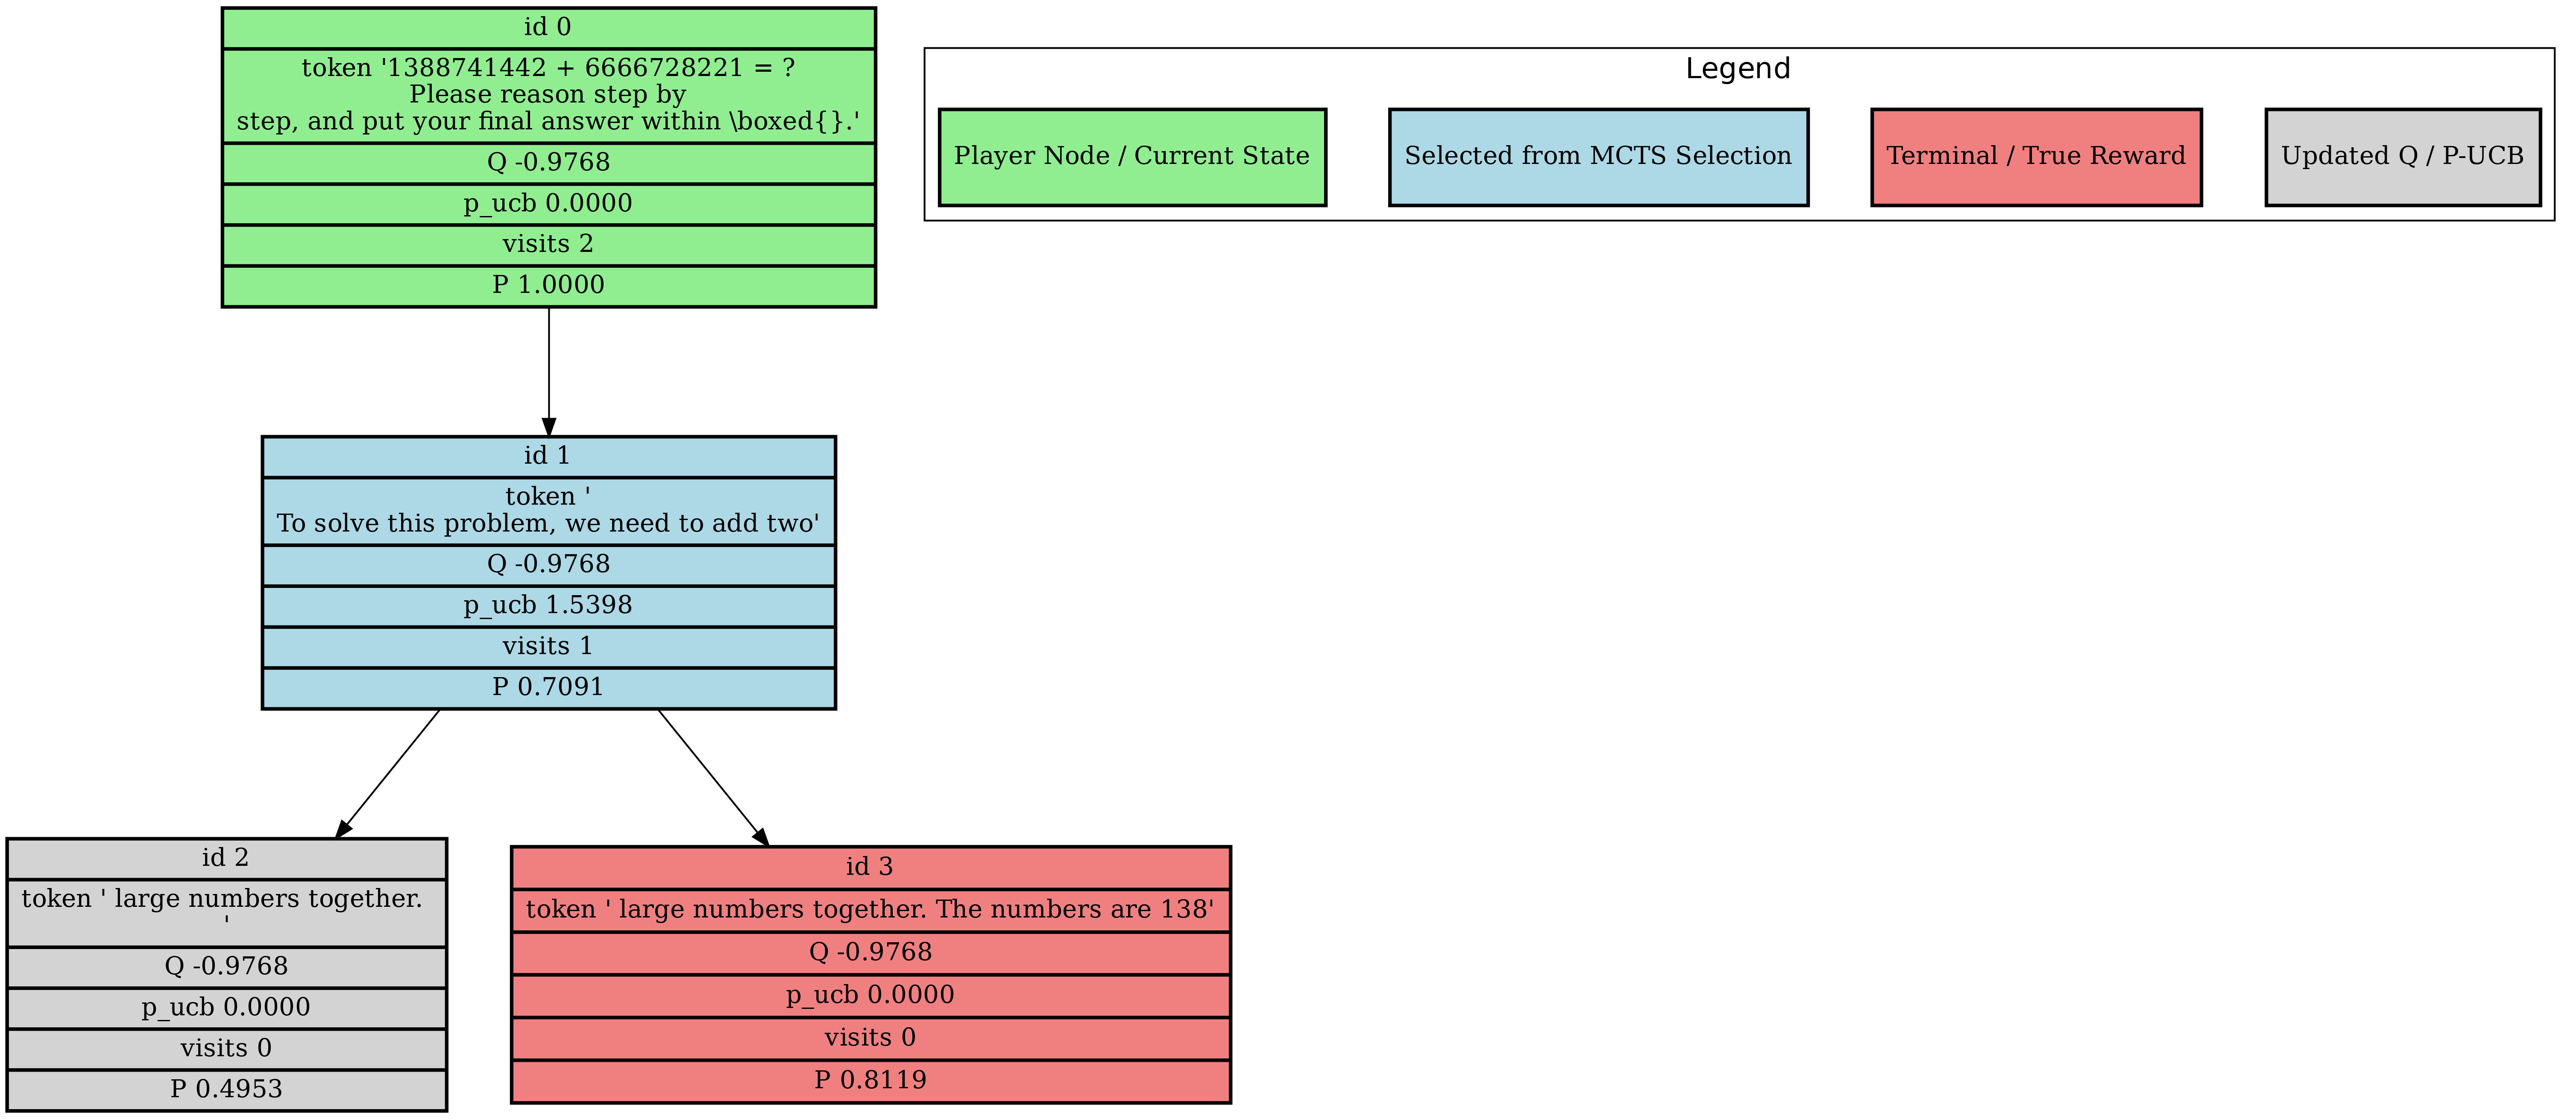 id 0
token '1388741442 + 6666728221 = ?
Please reason step by
step, and put your final answer within \boxed{}.'
Q -0.9768
p_ucb 0.0000
visits 2
P 1.0000
Legend
Player Node / Current State
Selected from MCTS Selection
Terminal / True Reward
Updated Q / P-UCB
id 1
token '
To solve this problem, we need to add two'
Q -0.9768
p_ucb 1.5398
visits 1
P 0.7091
id 2
token ' large numbers together.
'
Q -0.9768
p_ucb 0.0000
visits 0
P 0.4953
id 3
token ' large numbers together. The numbers are 138'
Q -0.9768
p_ucb 0.0000
visits 0
P 0.8119